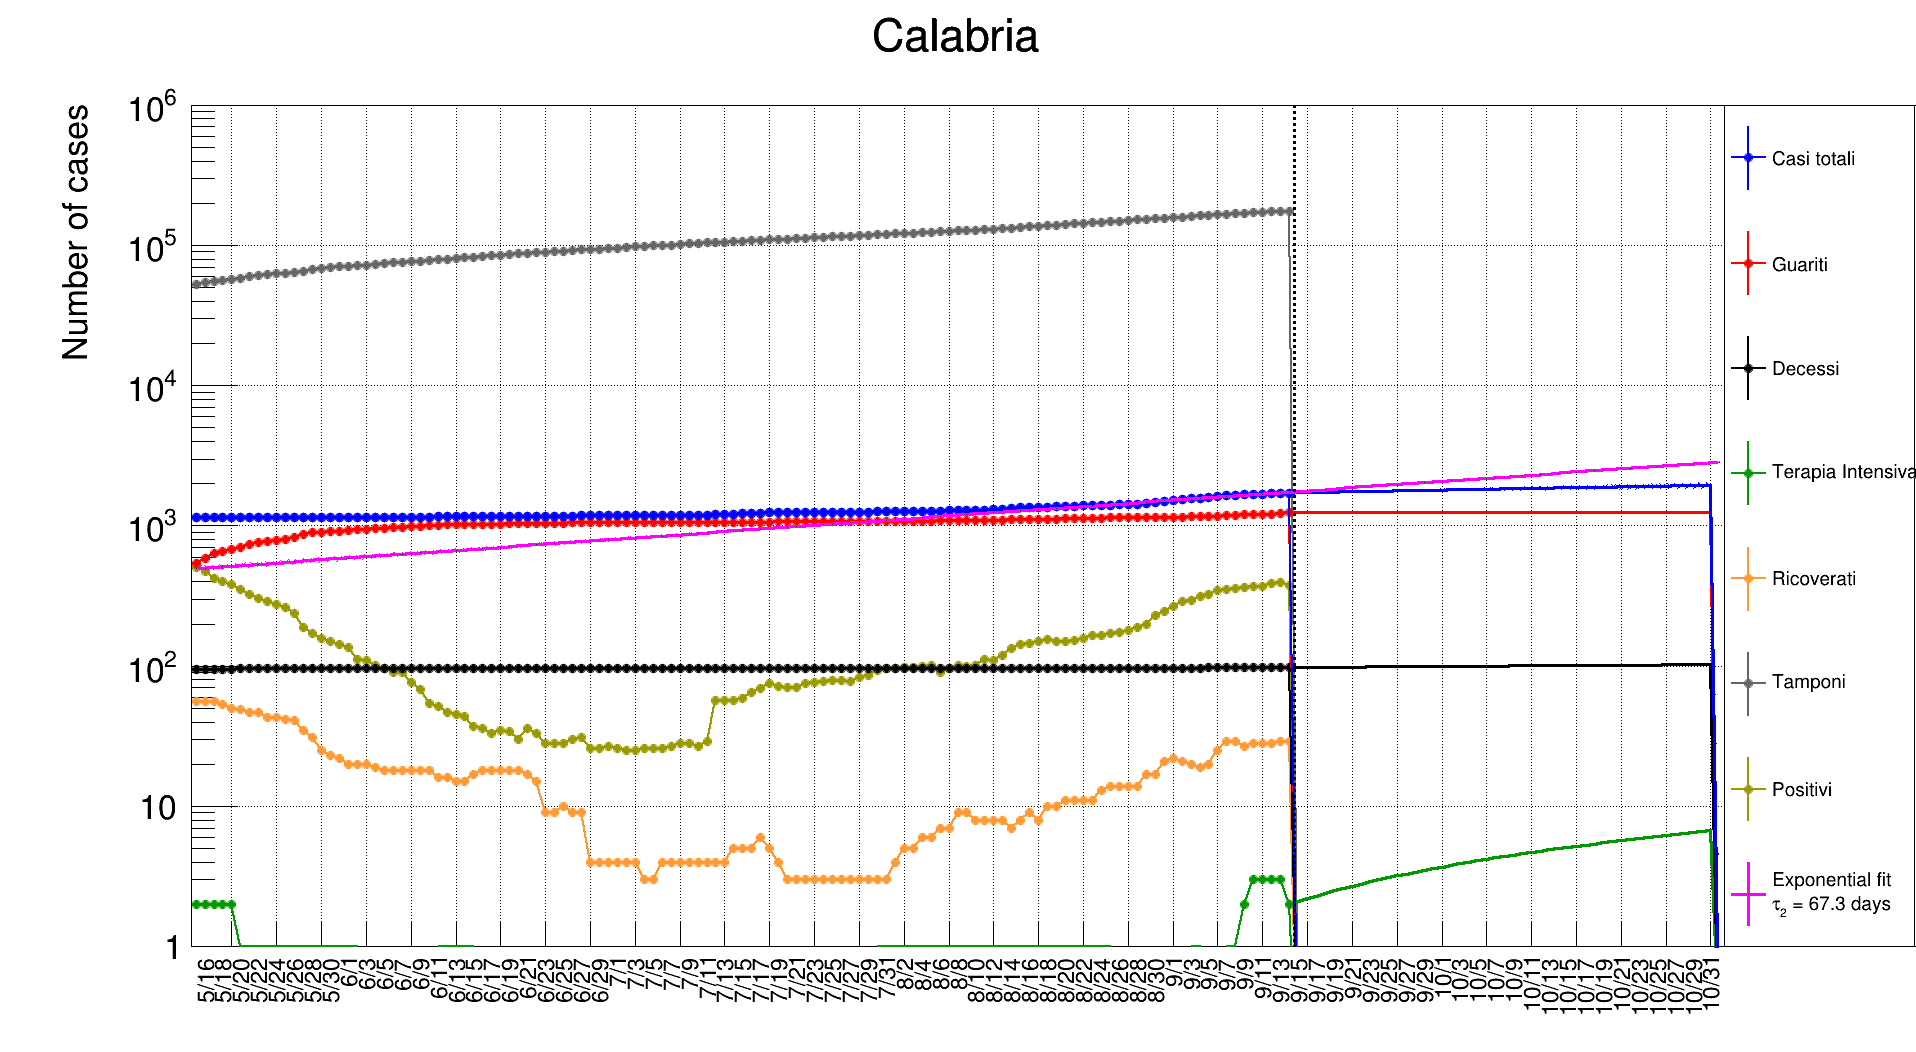 Calabria
Number of cases
10^6
10^5
10^4
10^3
10^2
10
1
5/16 5/18 5/20 5/22 5/24 5/26 5/28 5/30 6/1 6/3 6/5 6/7 6/9 6/11 6/13 6/15 6/17 6/19 6/21 6/23 6/25 6/27 6/29 7/1 7/3 7/5 7/7 7/9 7/11 7/13 7/15 7/17 7/19 7/21 7/23 7/25 7/27 7/29 7/31 8/2 8/4 8/6 8/8 8/10 8/12 8/14 8/16 8/18 8/20 8/22 8/24 8/26 8/28 8/30 9/1 9/3 9/5 9/7 9/9 9/11 9/13 9/15 9/17 9/19 9/21 9/23 9/25 9/27 9/29 10/1 10/3 10/5 10/7 10/9 10/11 10/13 10/15 10/17 10/19 10/21 10/23 10/25 10/27 10/29 10/31
Casi totali
Guariti
Decessi
Terapia Intensiva
Ricoverati
Tamponi
Positivi
Exponential fit
τ₂ = 67.3 days